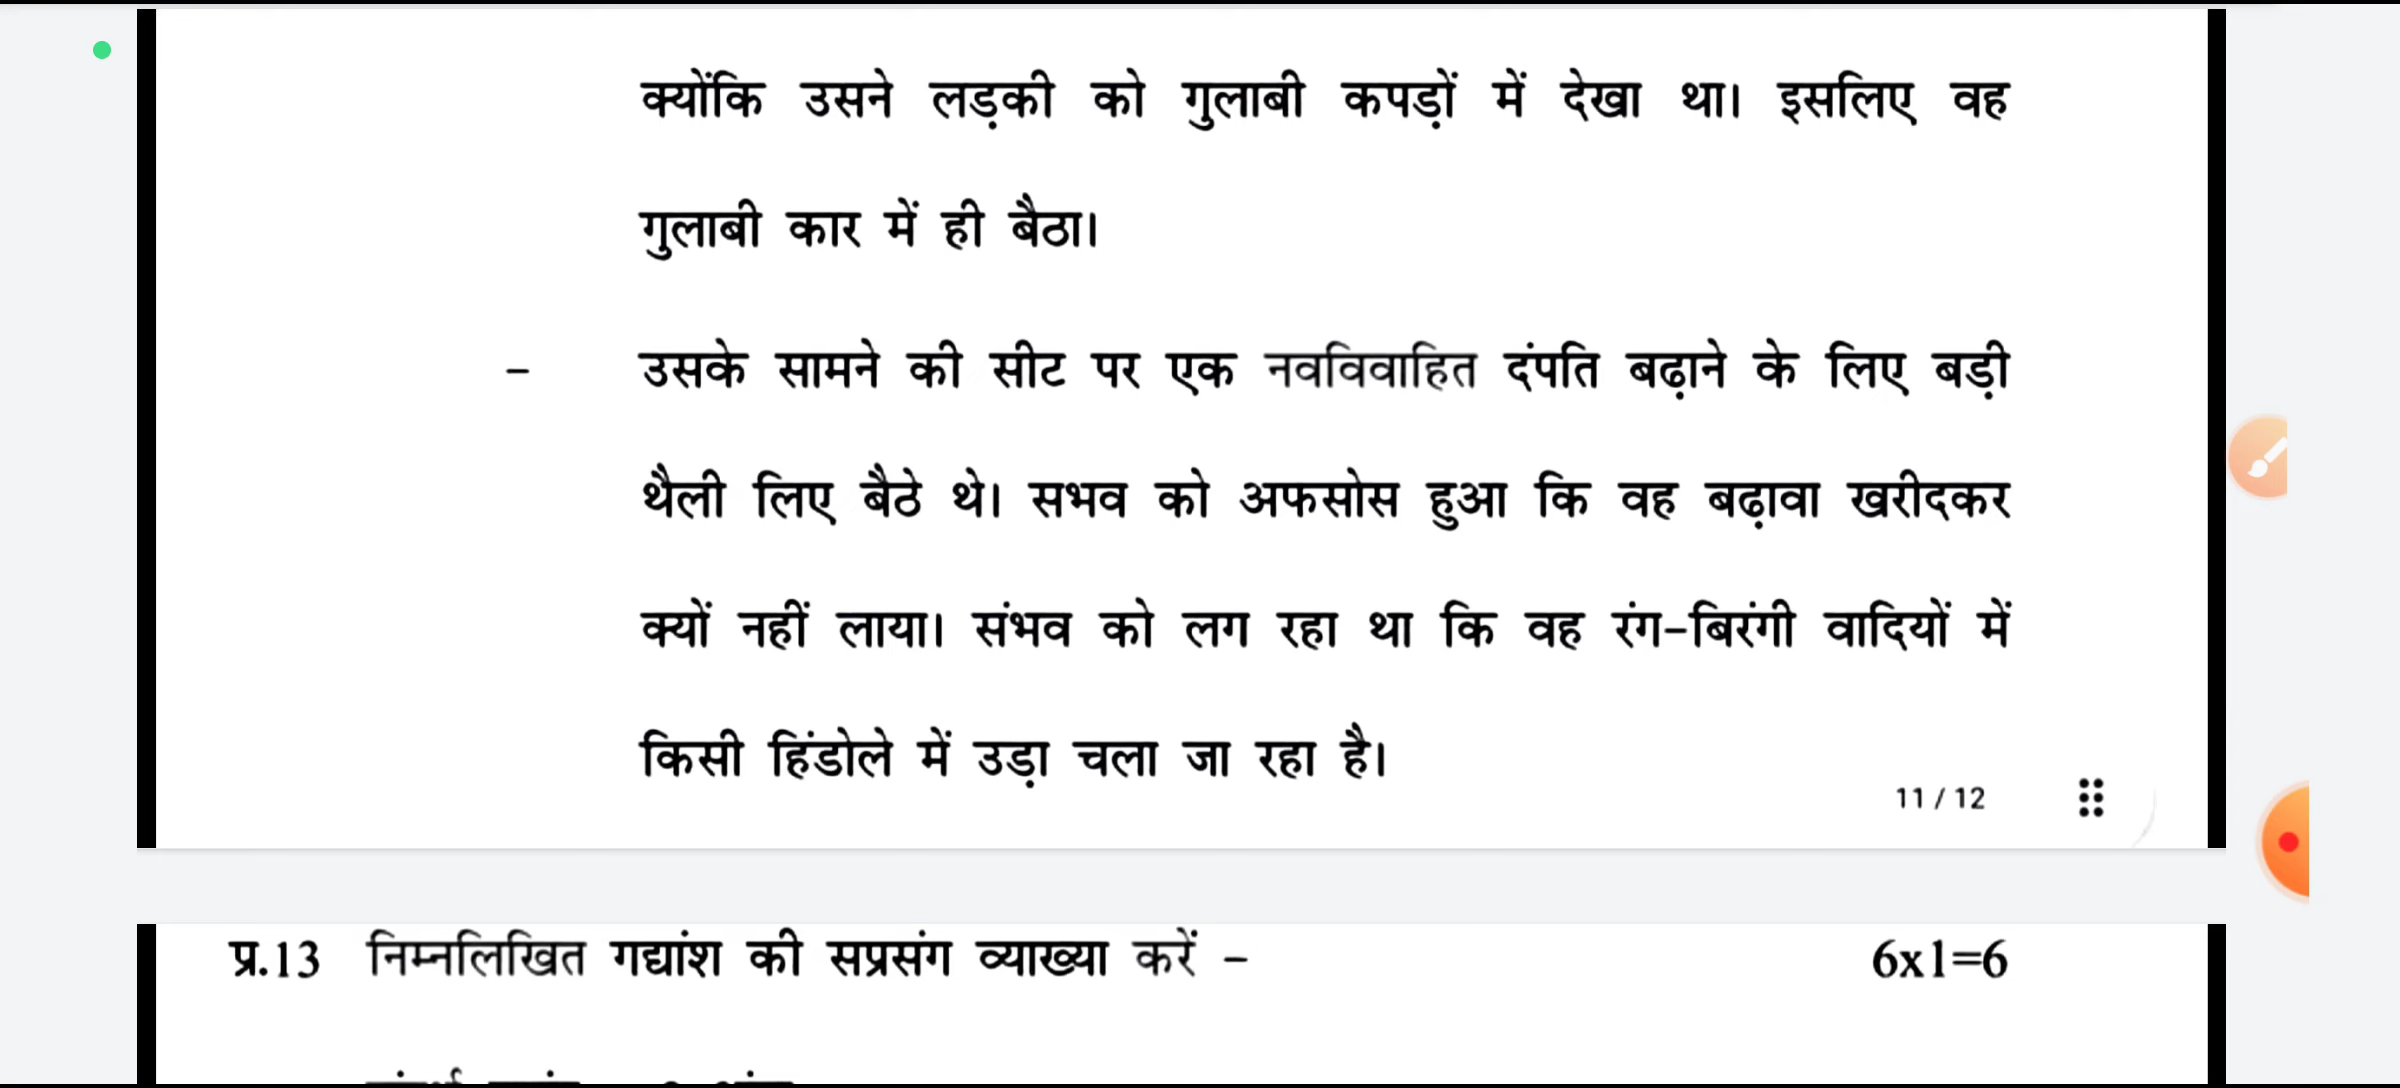 क्योंकि उसने लड़की को गुलाबी कपड़ों में देखा था। इसलिए वह
गुलाबी कार में ही बैठा।
– उसके सामने की सीट पर एक नवविवाहित दंपति बढ़ाने के लिए बड़ी
थैली लिए बैठे थे। सभव को अफसोस हुआ कि वह बढ़ावा खरीदकर
क्यों नहीं लाया। संभव को लग रहा था कि वह रंग-बिरंगी वादियों में
किसी हिंडोले में उड़ा चला जा रहा है।
11 / 12
प्र.13 निम्नलिखित गद्यांश की सप्रसंग व्याख्या करें – 6x1=6